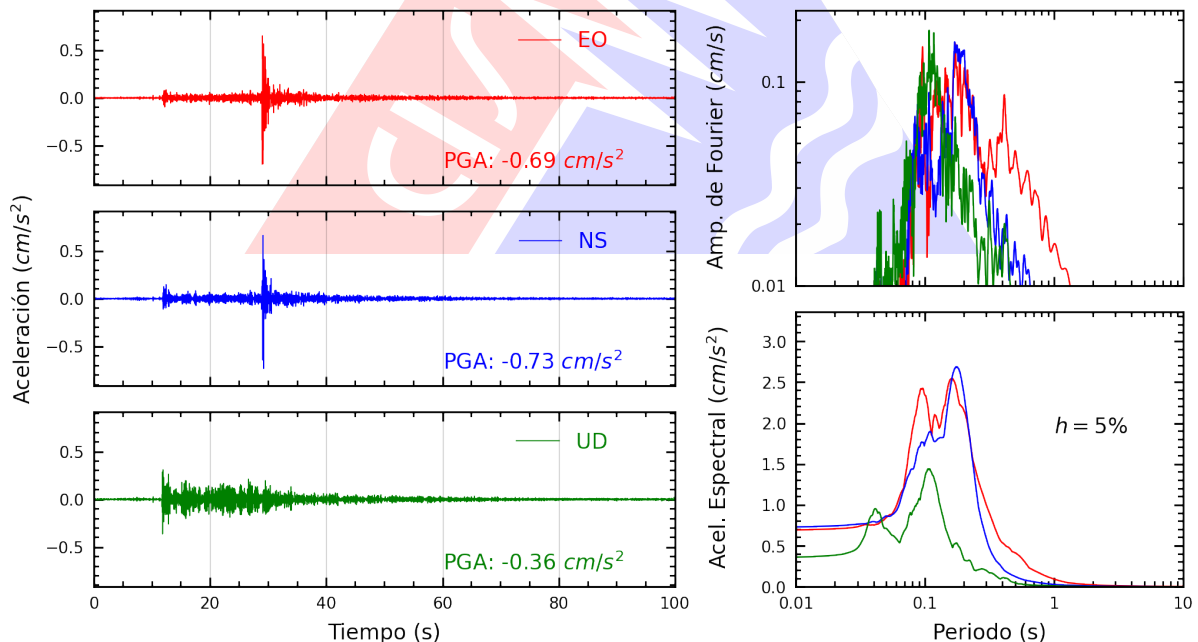 Aceleración (cm/s²)
0.5
0.0
−0.5
EO
PGA: -0.69 cm/s²
0.5
0.0
−0.5
NS
PGA: -0.73 cm/s²
0.5
0.0
−0.5
UD
PGA: -0.36 cm/s²
0 20 40 60 80 100
Tiempo (s)
Amp. de Fourier (cm/s)
0.1
0.01
Acel. Espectral (cm/s²)
3.0
2.5
2.0
1.5
1.0
0.5
0.0
h = 5%
0.01 0.1 1 10
Periodo (s)